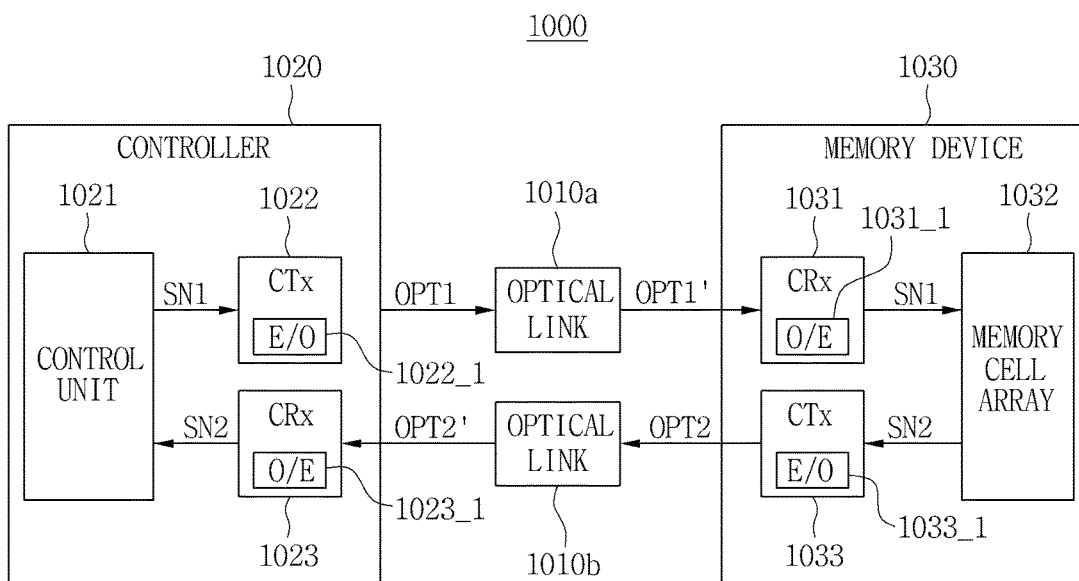 1000
1020
1030
CONTROLLER
MEMORY DEVICE
1021
1022
1010a
1031
1031_1
1032
CONTROL
UNIT
SN1
CTx
E/O
1022_1
OPT1
OPTICAL
LINK
OPT1'
CRx
O/E
SN1
MEMORY
CELL
ARRAY
SN2
CRx
O/E
1023_1
1023
OPT2'
OPTICAL
LINK
1010b
OPT2
CTx
E/O
1033_1
1033
SN2